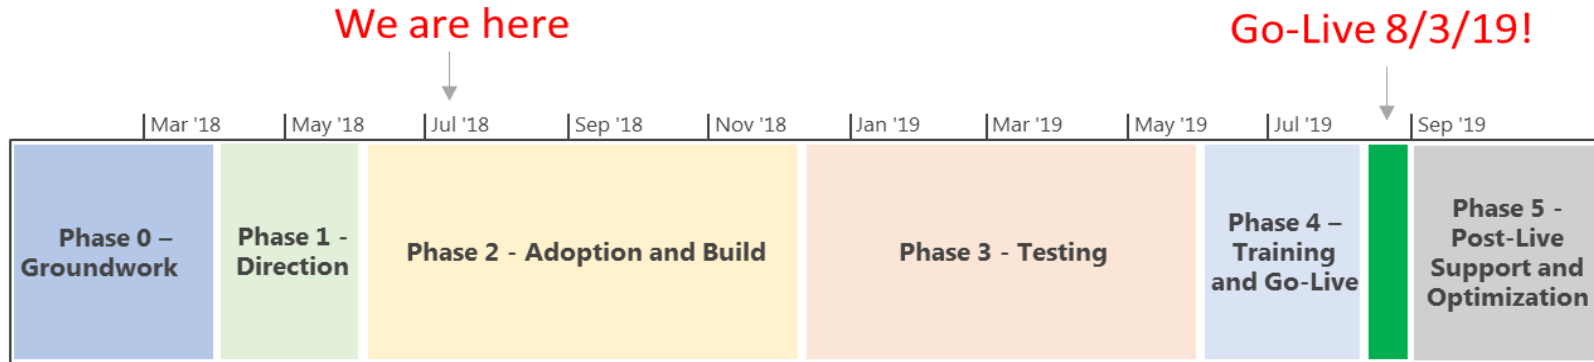 We are here
Go-Live 8/3/19!
Mar '18
May '18
Jul '18
Sep '18
Nov '18
Jan '19
Mar '19
May '19
Jul '19
Sep '19
Phase 0 –
Groundwork
Phase 1 -
Direction
Phase 2 - Adoption and Build
Phase 3 - Testing
Phase 4 –
Training
and Go-Live
Phase 5 -
Post-Live
Support and
Optimization